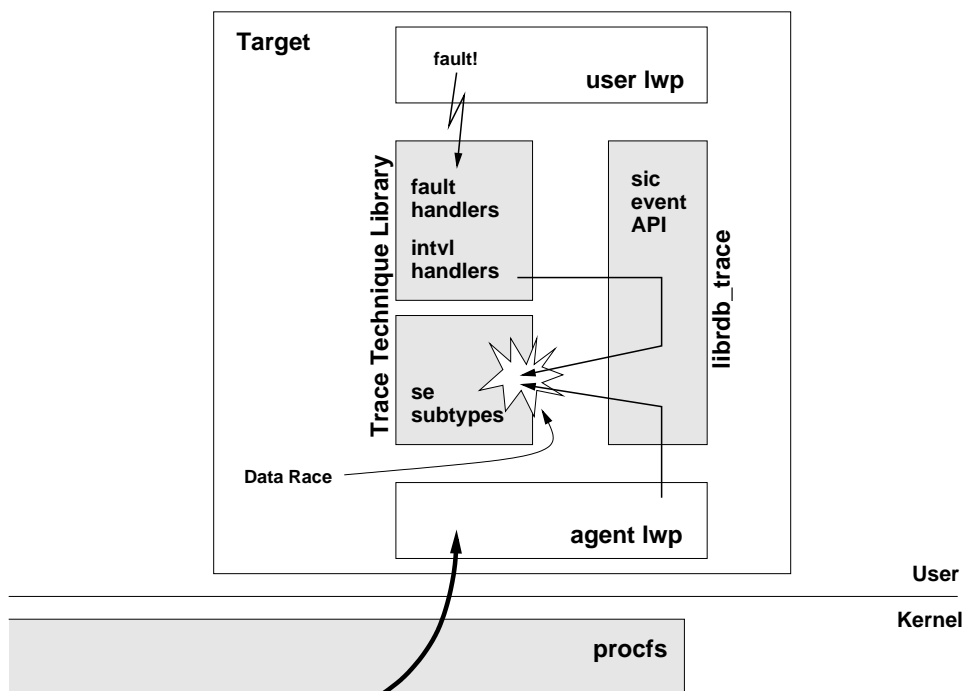 Target
fault!
user lwp
Trace Technique Library
fault
handlers
intvl
handlers
sic
event
API
librdb_trace
se
subtypes
Data Race
agent lwp
User
Kernel
procfs